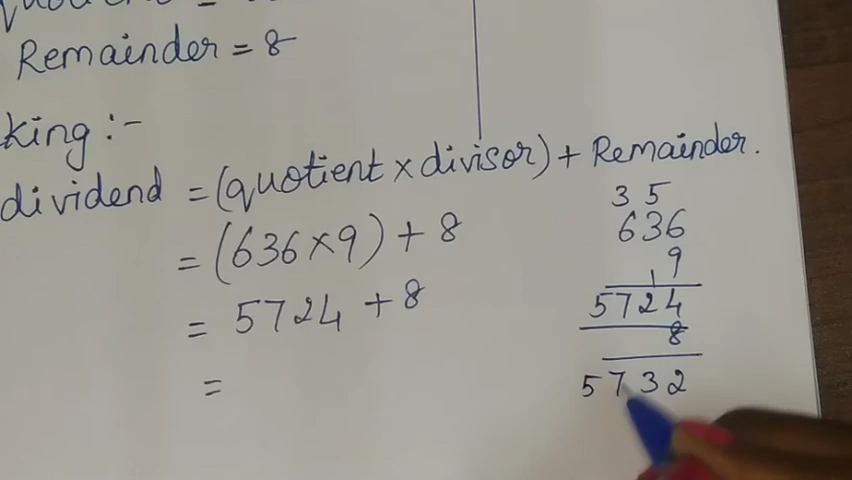 Remainder = 8
king :-
dividend = (quotient × divisor) + Remainder.
= (636 × 9) + 8
= 5724 + 8
=
3 5
636
9
1
5724
8
5732